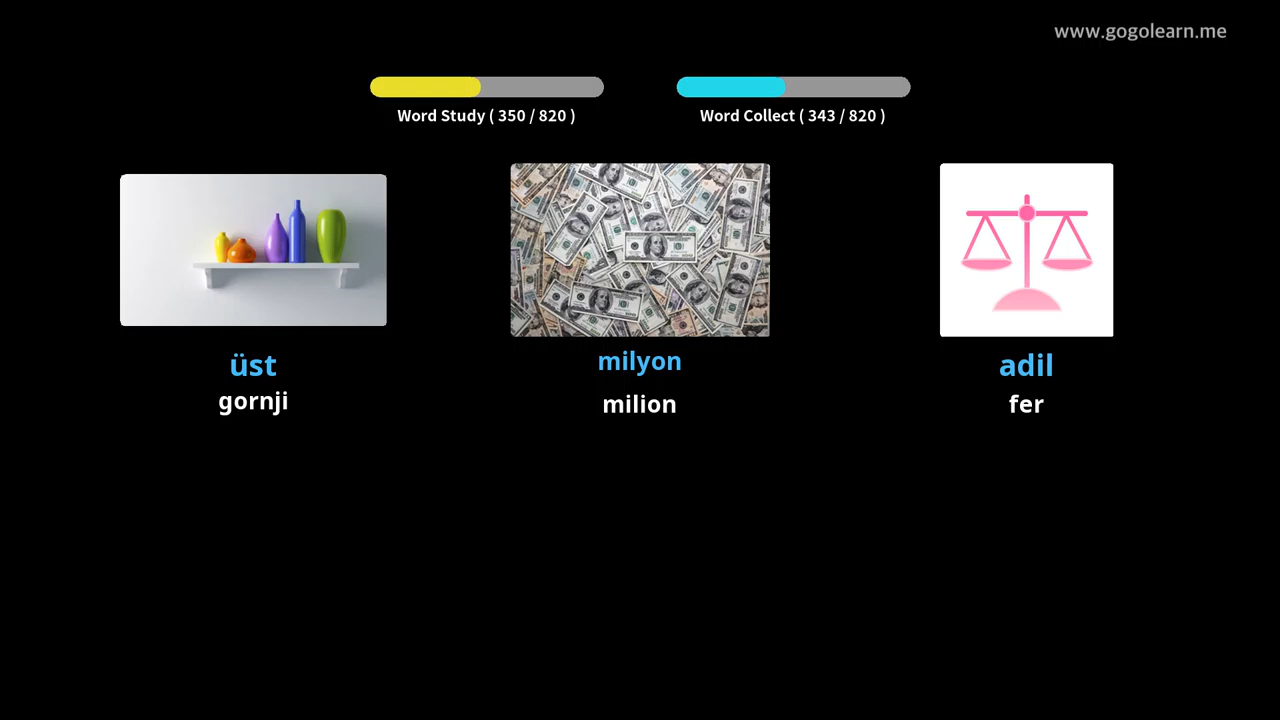 www.gogolearn.me
Word Study ( 350 / 820 )
Word Collect ( 343 / 820 )
üst
milyon
adil
gornji
milion
fer